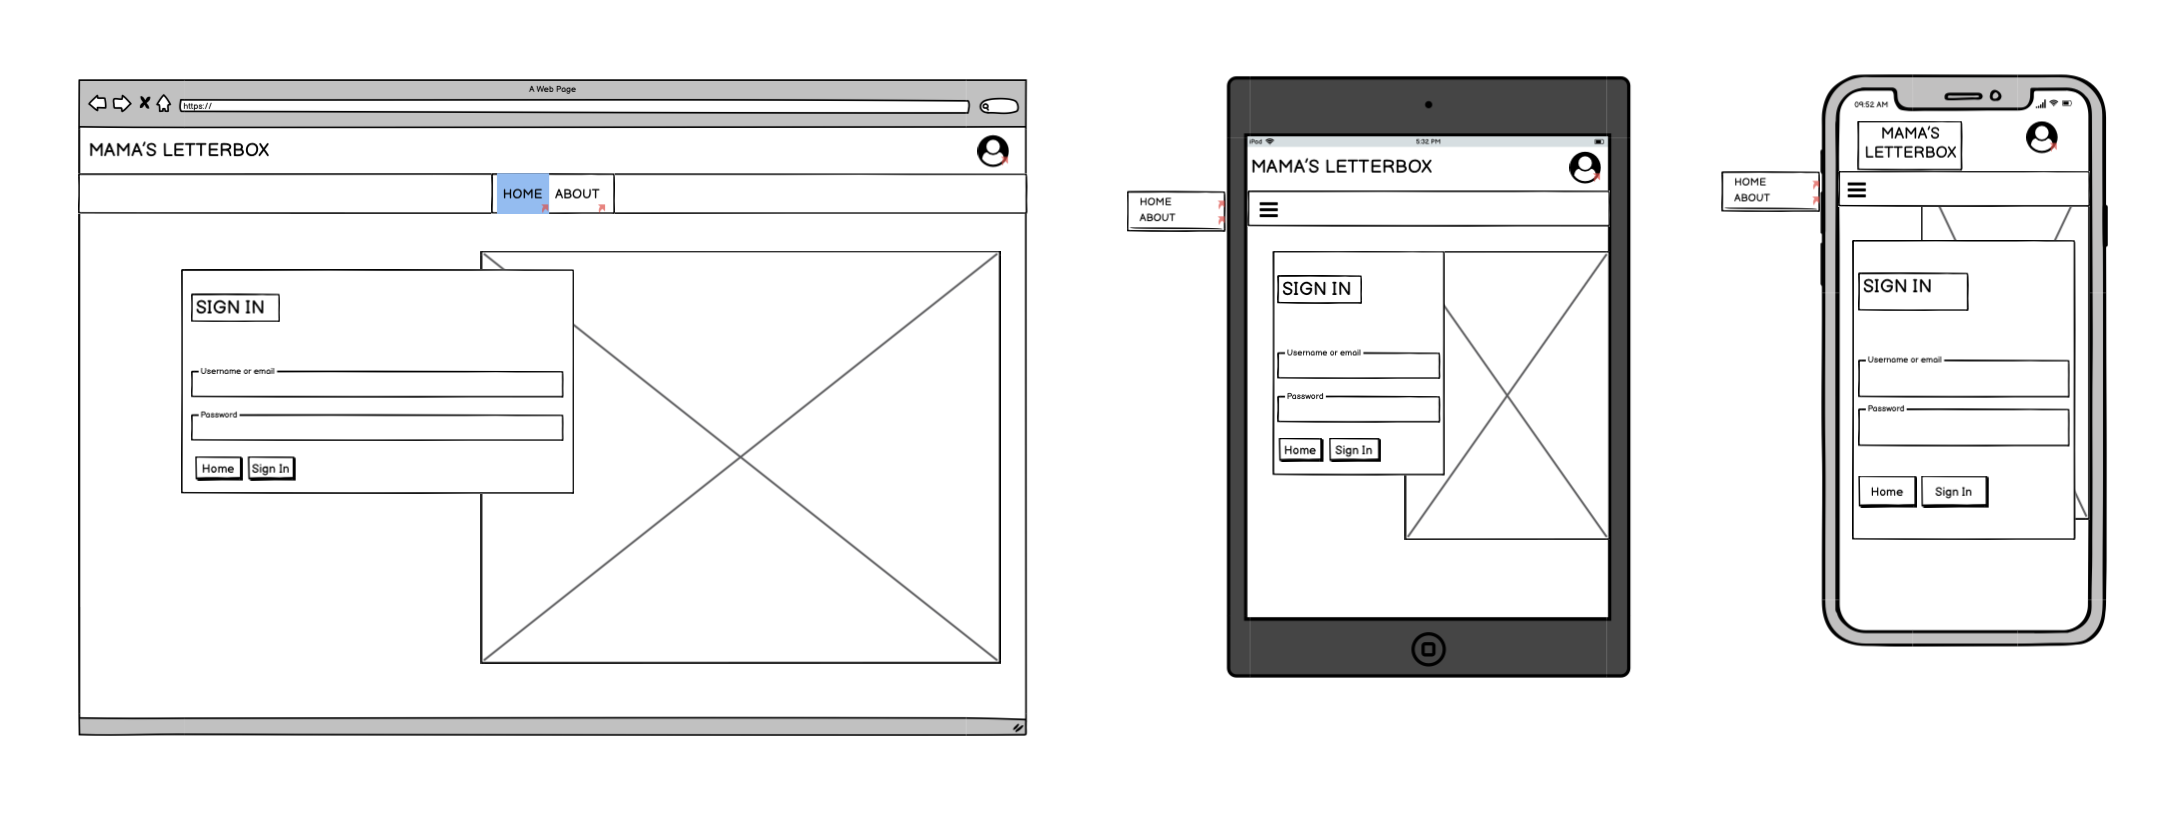 A Web Page
https://
MAMA'S LETTERBOX
HOME ABOUT
SIGN IN
Username or email
Password
Home Sign In
HOME
ABOUT
iPod
5:32 PM
MAMA'S LETTERBOX
SIGN IN
Username or email
Password
Home Sign In
HOME
ABOUT
09:52 AM
MAMA'S
LETTERBOX
SIGN IN
Username or email
Password
Home Sign In